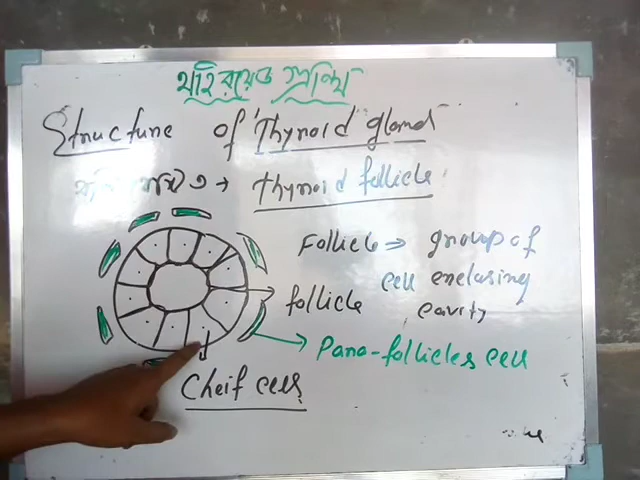 থাইরয়েড গ্রন্থি
Structure of Thyroid gland
Thyroid follicle
Follicle ⇒ group of
cell enclusing
cavity
follicle
Para-follicles cell
Cheif cell